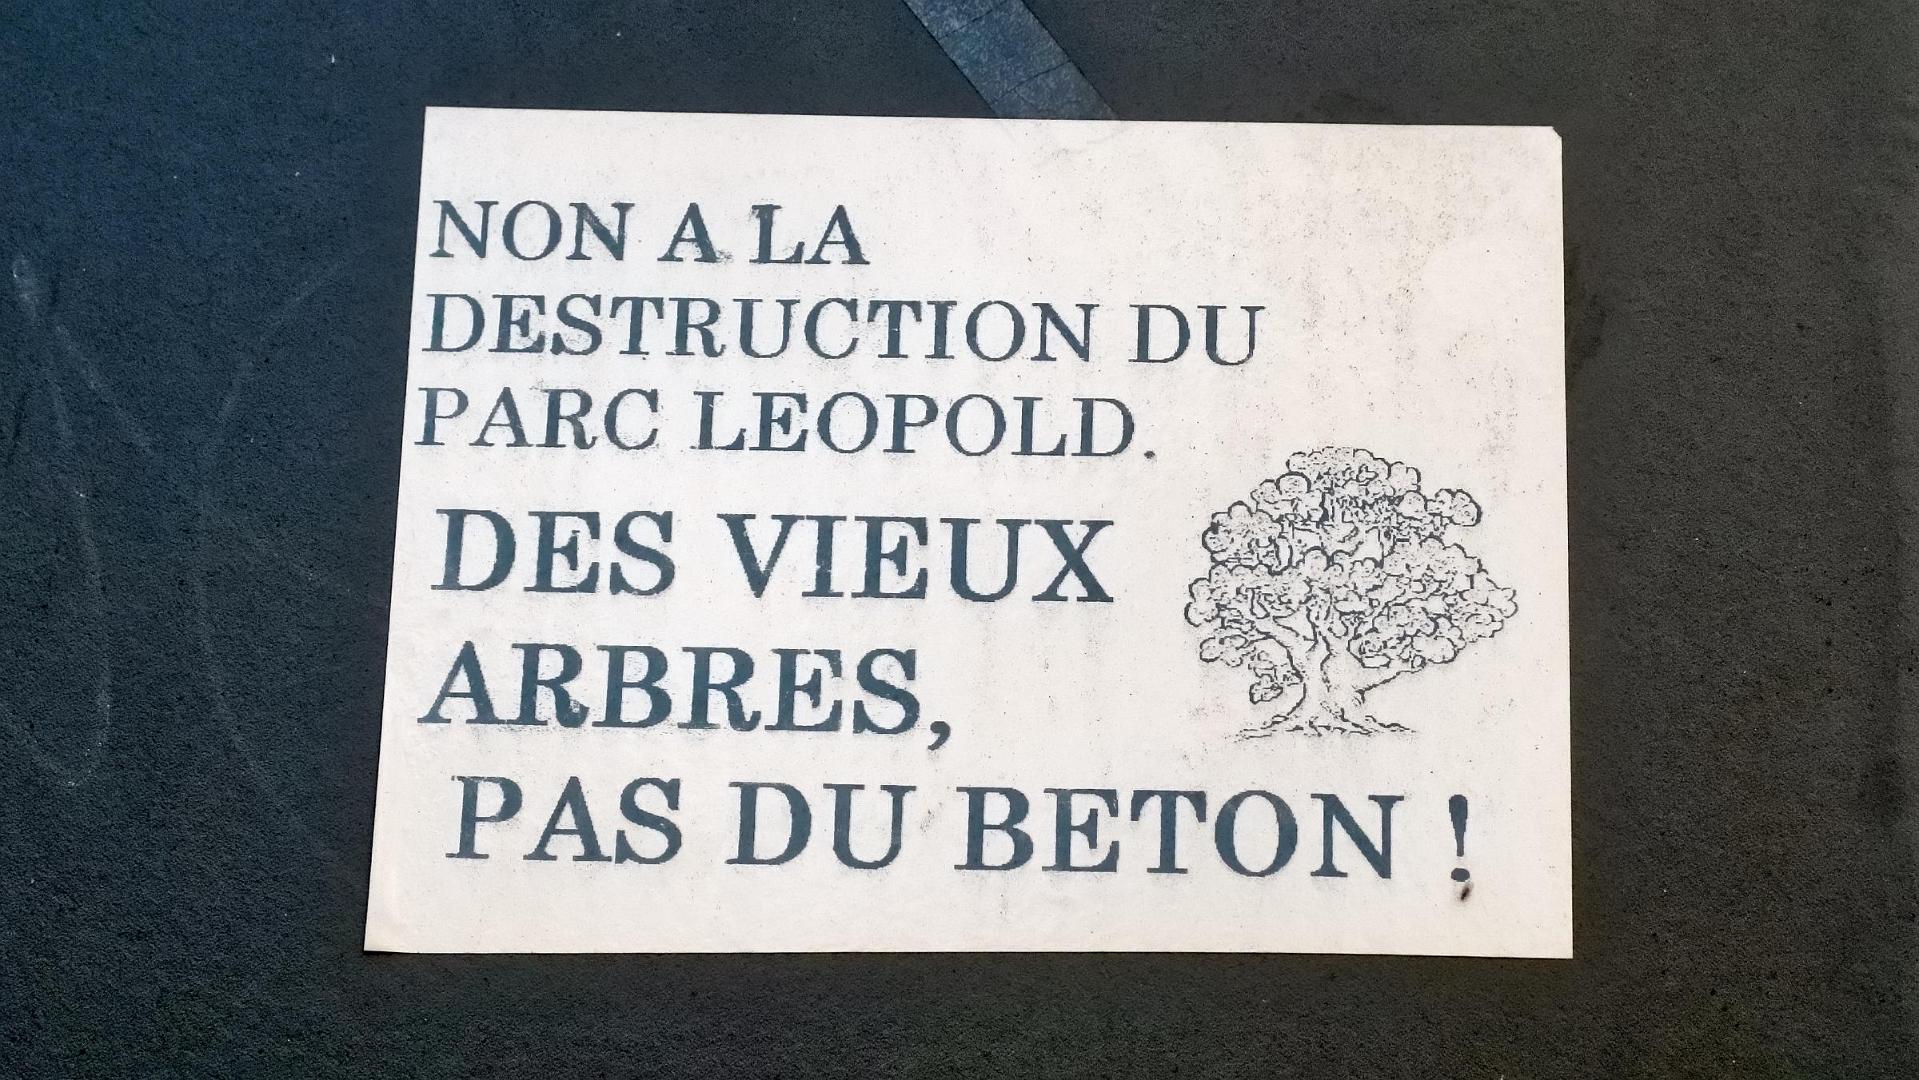 NON A LA
DESTRUCTION DU
PARC LEOPOLD.
DES VIEUX
ARBRES,
PAS DU BETON !